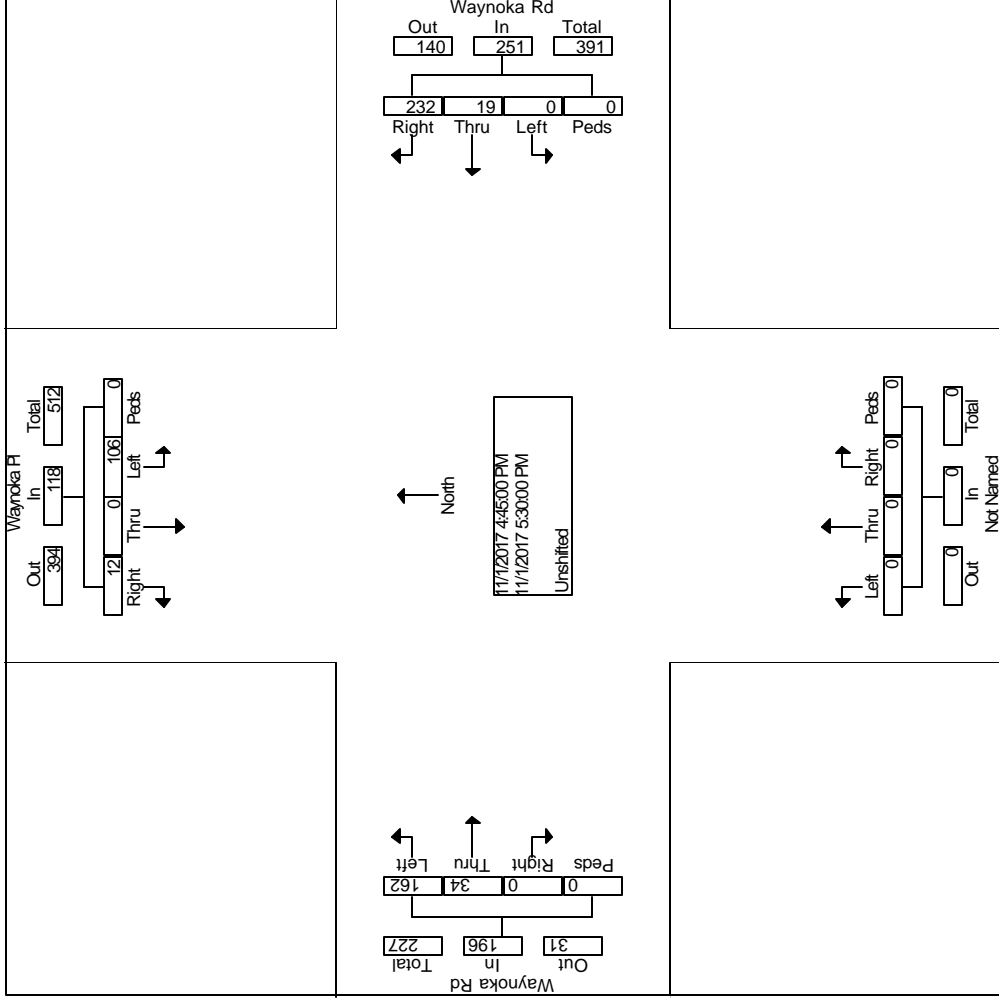 Waynoka Rd
Out In Total
140 251 391
232 19 0 0
Right Thru Left Peds
Waynoka Pl
Out In Total
394 118 512
12 0 106 0
Right Thru Left Peds
North
11/1/2017 4:45:00 PM
11/1/2017 5:30:00 PM
Unshifted
Left Thru Right Peds
0 0 0 0
0 0 0
Out In Total
Not Named
Left Thru Right Peds
162 34 0 0
227 196 31
Total In Out
Waynoka Rd